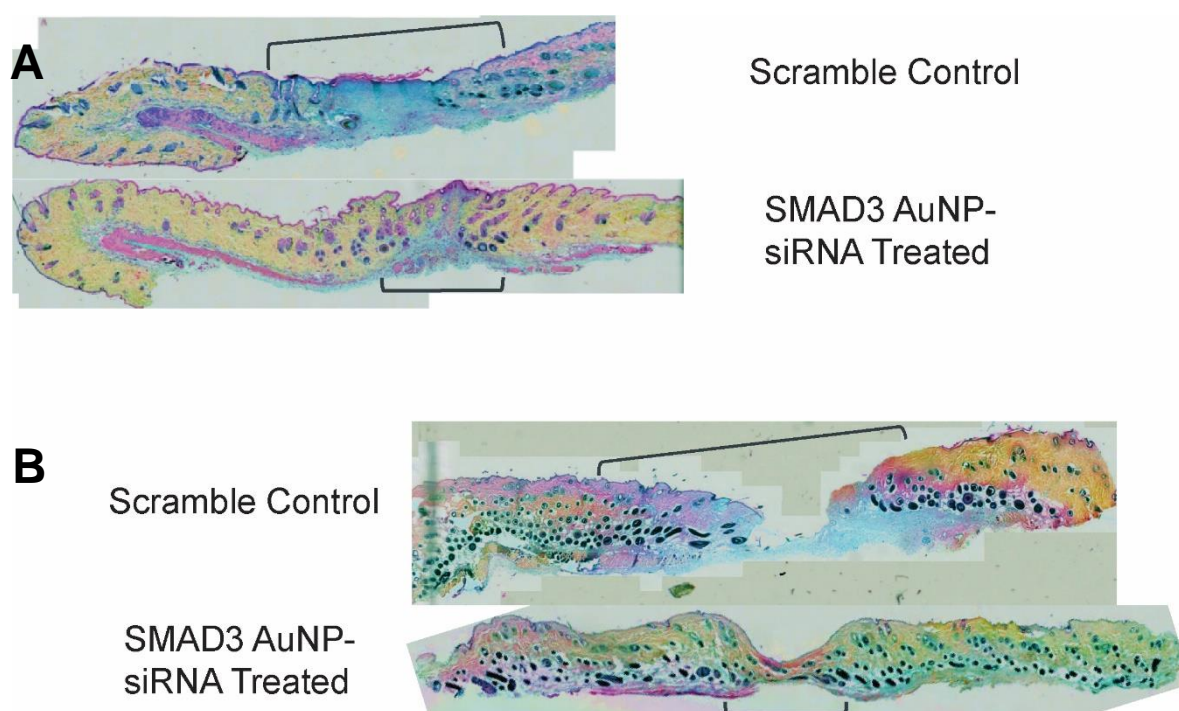 A
Scramble Control
SMAD3 AuNP-
siRNA Treated
B
Scramble Control
SMAD3 AuNP-
siRNA Treated